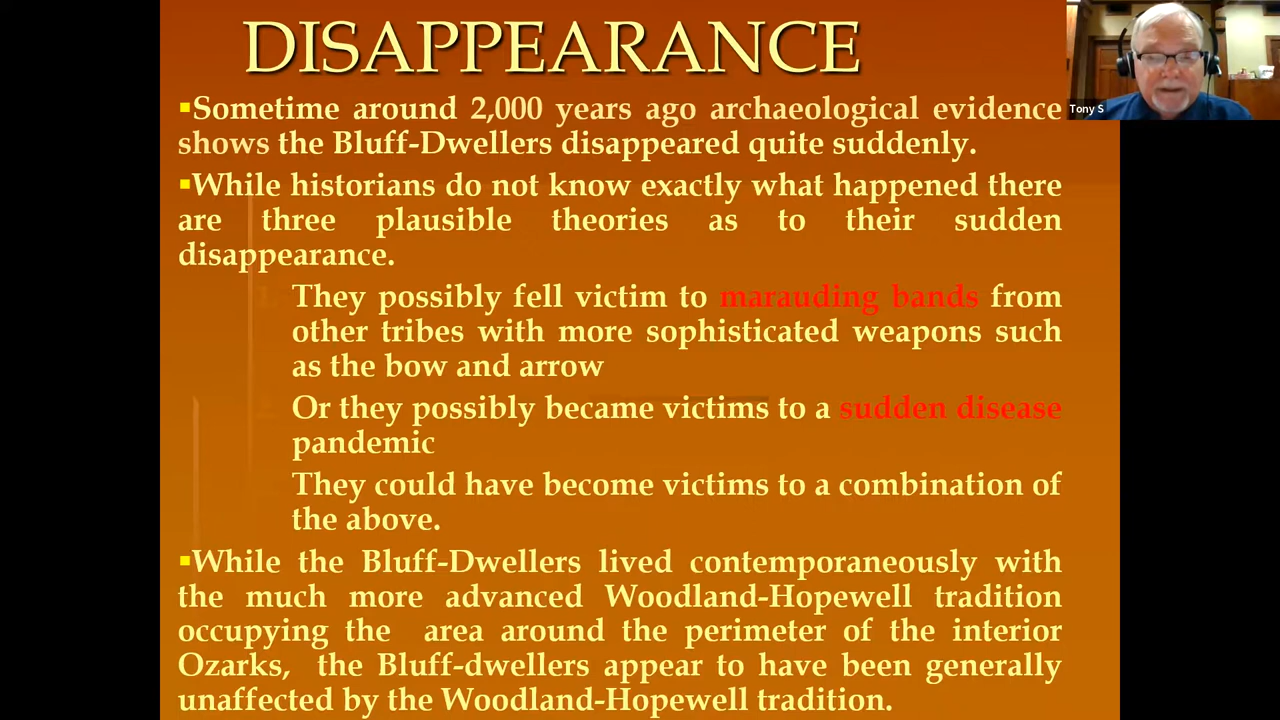 DISAPPEARANCE
▪Sometime around 2,000 years ago archaeological evidence
shows the Bluff-Dwellers disappeared quite suddenly.
▪While historians do not know exactly what happened there
are three plausible theories as to their sudden
disappearance.
They possibly fell victim to marauding bands from
other tribes with more sophisticated weapons such
as the bow and arrow
Or they possibly became victims to a sudden disease
pandemic
They could have become victims to a combination of
the above.
▪While the Bluff-Dwellers lived contemporaneously with
the much more advanced Woodland-Hopewell tradition
occupying the area around the perimeter of the interior
Ozarks, the Bluff-dwellers appear to have been generally
unaffected by the Woodland-Hopewell tradition.
Tony S